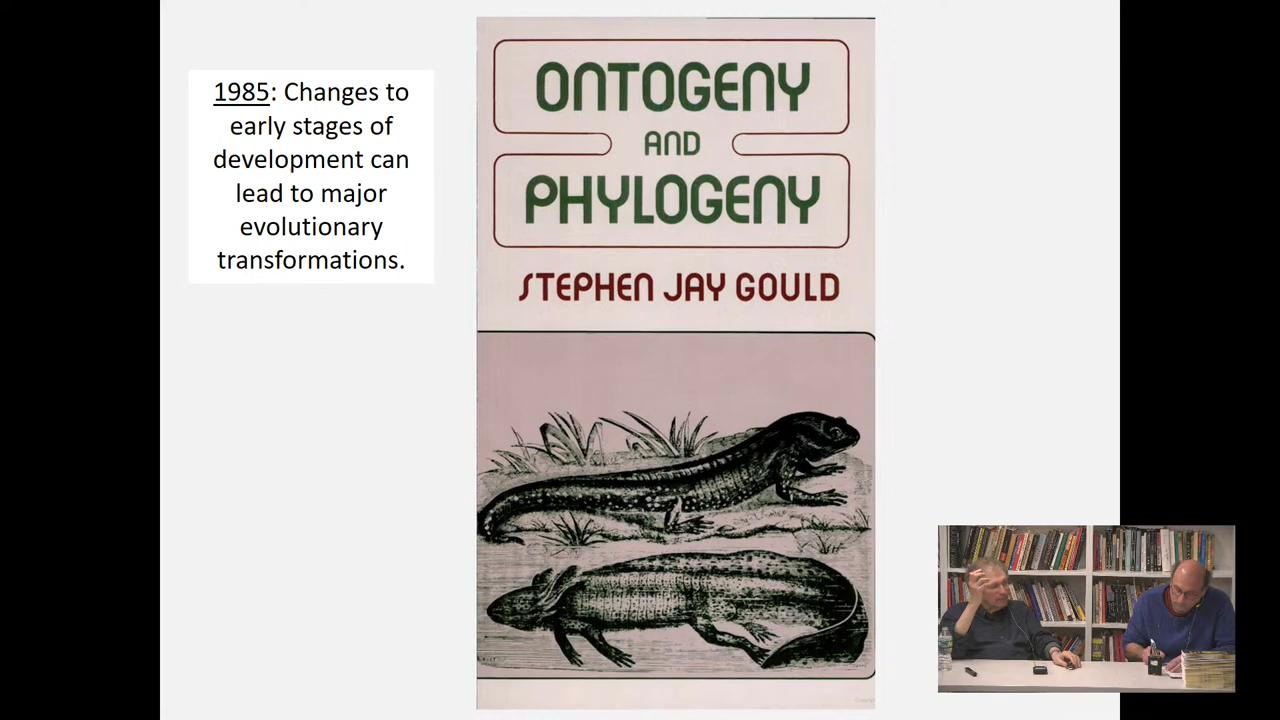 1985: Changes to
early stages of
development can
lead to major
evolutionary
transformations.
ONTOGENY
AND
PHYLOGENY
STEPHEN JAY GOULD